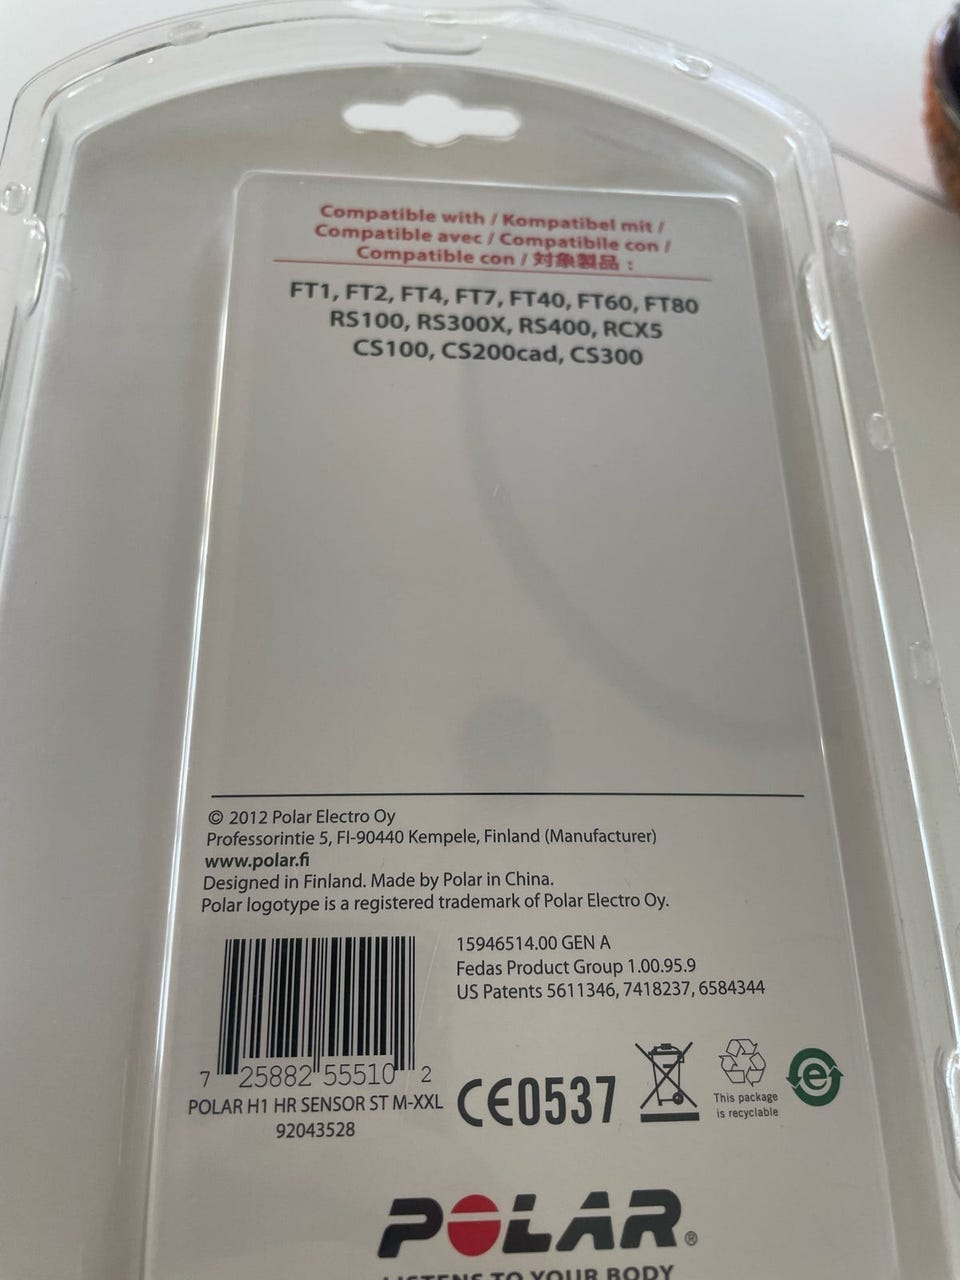 Compatible with / Kompatibel mit /
Compatible avec / Compatibile con /
Compatible con / 対象製品 :
FT1, FT2, FT4, FT7, FT40, FT60, FT80
RS100, RS300X, RS400, RCX5
CS100, CS200cad, CS300
© 2012 Polar Electro Oy
Professorintie 5, FI-90440 Kempele, Finland (Manufacturer)
www.polar.fi
Designed in Finland. Made by Polar in China.
Polar logotype is a registered trademark of Polar Electro Oy.
15946514.00 GEN A
Fedas Product Group 1.00.95.9
US Patents 5611346, 7418237, 6584344
7 25882 55510 2
POLAR H1 HR SENSOR ST M-XXL
92043528
CE0537
This package
is recyclable
e
POLAR®
LISTENS TO YOUR BODY